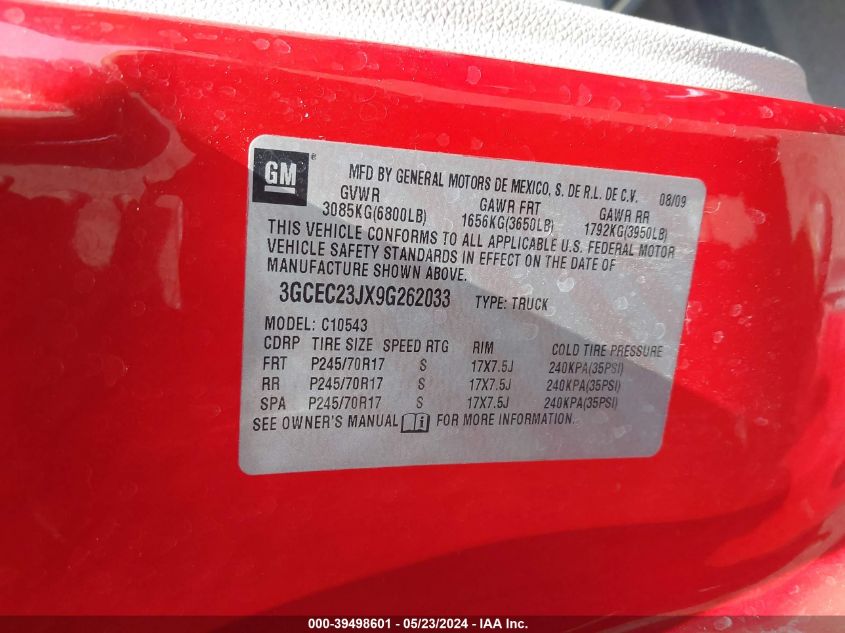 GM ®
MFD BY GENERAL MOTORS DE MEXICO, S. DE R.L. DE C.V. 08/09
GVWR GAWR FRT GAWR RR
3085KG(6800LB) 1656KG(3650LB) 1792KG(3950LB)
THIS VEHICLE CONFORMS TO ALL APPLICABLE U.S. FEDERAL MOTOR
VEHICLE SAFETY STANDARDS IN EFFECT ON THE DATE OF
MANUFACTURE SHOWN ABOVE.
3GCEC23JX9G262033 TYPE: TRUCK
MODEL: C10543
CDRP TIRE SIZE SPEED RTG RIM COLD TIRE PRESSURE
FRT P245/70R17 S 17X7.5J 240KPA(35PSI)
RR P245/70R17 S 17X7.5J 240KPA(35PSI)
SPA P245/70R17 S 17X7.5J 240KPA(35PSI)
SEE OWNER'S MANUAL i FOR MORE INFORMATION.
000-39498601 - 05/23/2024 - IAA Inc.